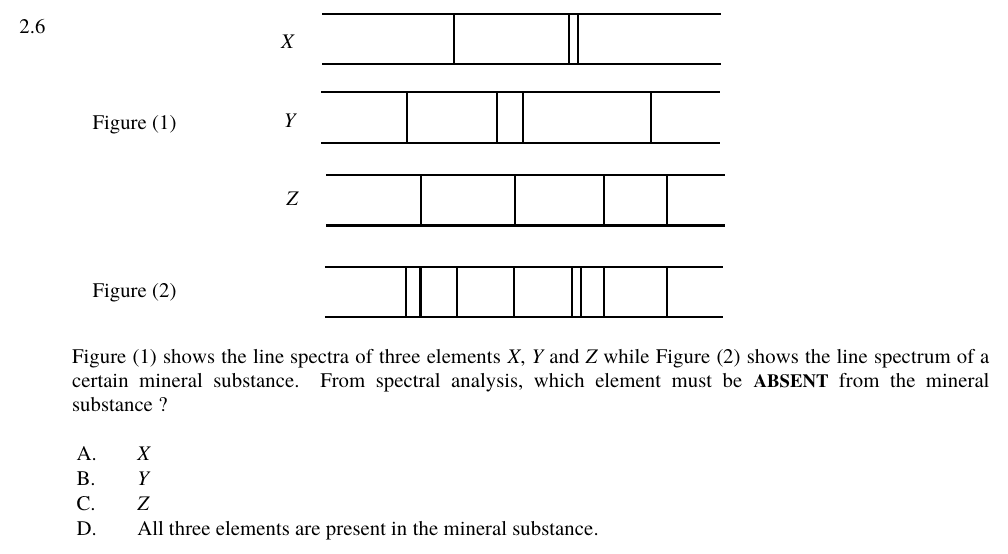 2.6
X
Figure (1)
Y
Z
Figure (2)
Figure (1) shows the line spectra of three elements X, Y and Z while Figure (2) shows the line spectrum of a
certain mineral substance. From spectral analysis, which element must be ABSENT from the mineral
substance ?
A. X
B. Y
C. Z
D. All three elements are present in the mineral substance.